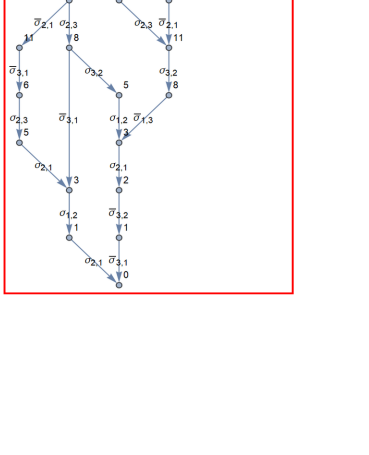 σ̅2,1 σ2,3 σ2,3 σ̅2,1
11 8 11
σ̅3,1 σ3,2 σ3,2
6 5 8
σ2,3 σ̅3,1 σ1,2 σ̅1,3
5 3
σ2,1 σ2,1
3 2
σ1,2 σ̅3,2
1 1
σ2,1 σ̅3,1
0